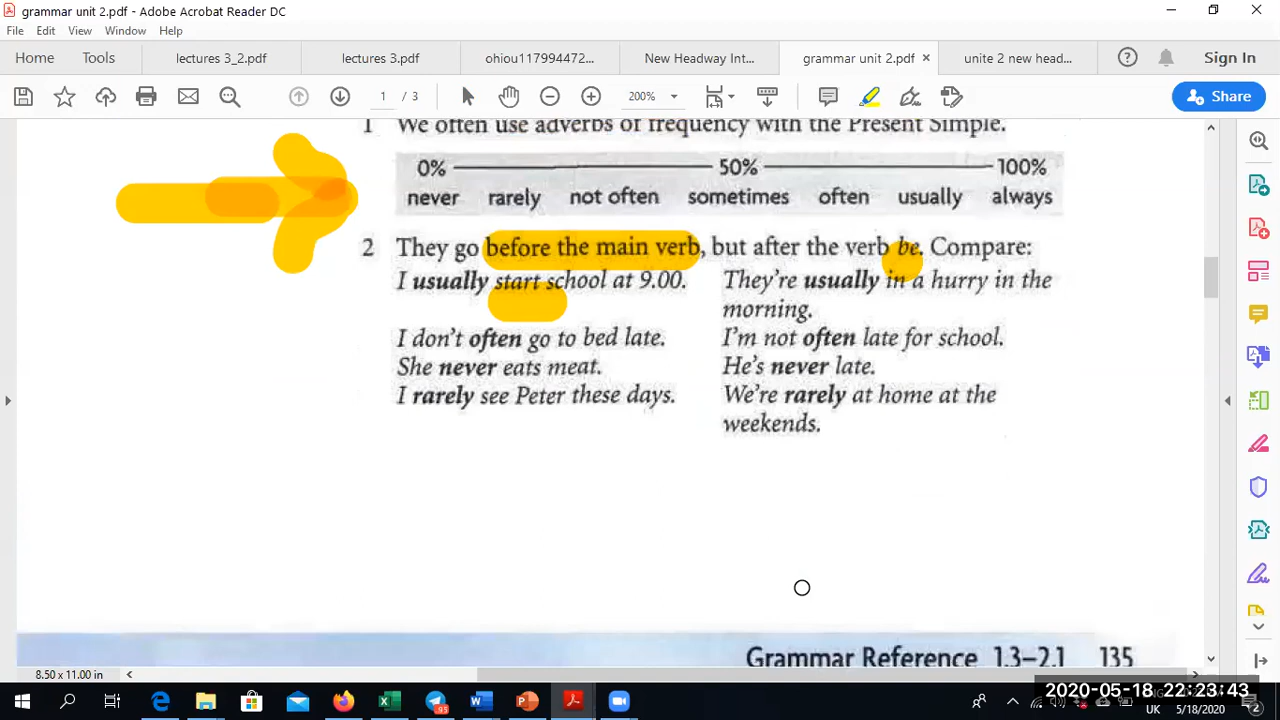 grammar unit 2.pdf - Adobe Acrobat Reader DC
File Edit View Window Help
Home Tools lectures 3_2.pdf lectures 3.pdf ohio117994472... New Headway Int... grammar unit 2.pdf × unite 2 new head... Sign In
1 / 3 200% Share
1 We often use adverbs of frequency with the Present Simple.
0% 50% 100%
never rarely not often sometimes often usually always
2 They go before the main verb, but after the verb be. Compare:
I usually start school at 9.00. They're usually in a hurry in the
morning.
I don't often go to bed late. I'm not often late for school.
She never eats meat. He's never late.
I rarely see Peter these days. We're rarely at home at the
weekends.
Grammar Reference 1.3–2.1 135
8.50 x 11.00 in
93
2020-05-18 22:23:43
UK 5/18/2020 2